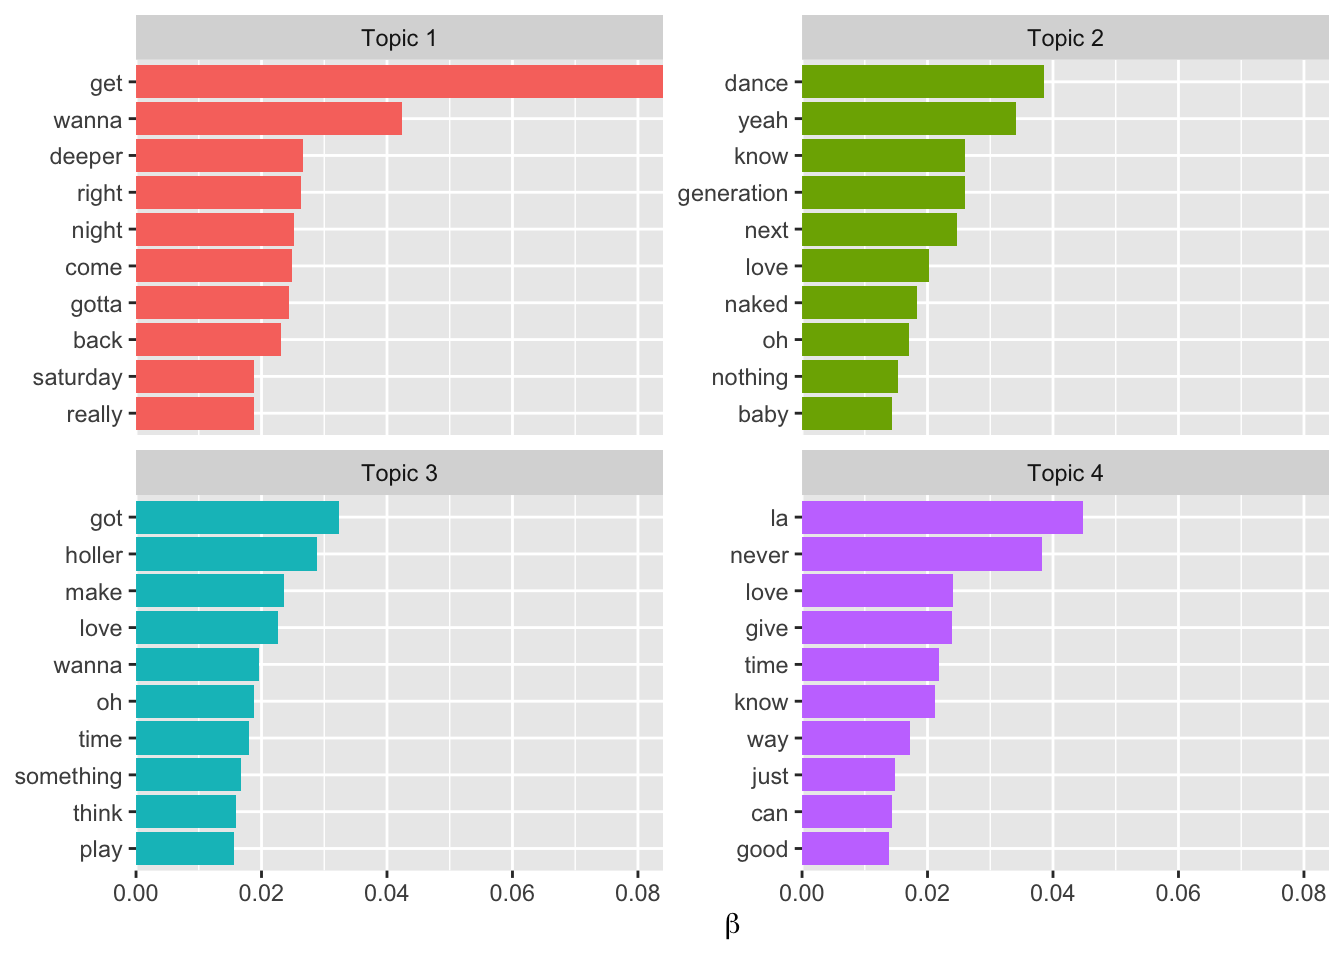 Topic 1
get
wanna
deeper
right
night
come
gotta
back
saturday
really
Topic 2
dance
yeah
know
generation
next
love
naked
oh
nothing
baby
Topic 3
got
holler
make
love
wanna
oh
time
something
think
play
0.00 0.02 0.04 0.06 0.08
Topic 4
la
never
love
give
time
know
way
just
can
good
0.00 0.02 0.04 0.06 0.08
β